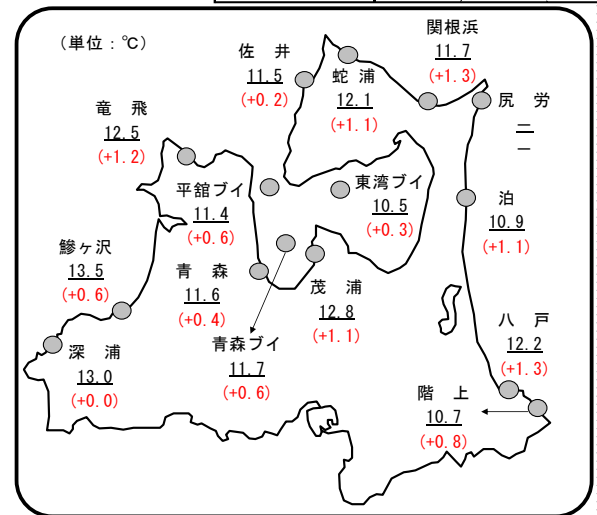 （単位：℃）
関根浜
11.7
(+1.3)
佐　井
11.5
(+0.2)
蛇　浦
12.1
(+1.1)
尻　労
－
－
竜　飛
12.5
(+1.2)
平舘ブイ
11.4
(+0.6)
東湾ブイ
10.5
(+0.3)
泊
10.9
(+1.1)
鰺ヶ沢
13.5
(+0.6)
青　森
11.6
(+0.4)
茂　浦
12.8
(+1.1)
八　戸
12.2
(+1.3)
深　浦
13.0
(+0.0)
青森ブイ
11.7
(+0.6)
階　上
10.7
(+0.8)